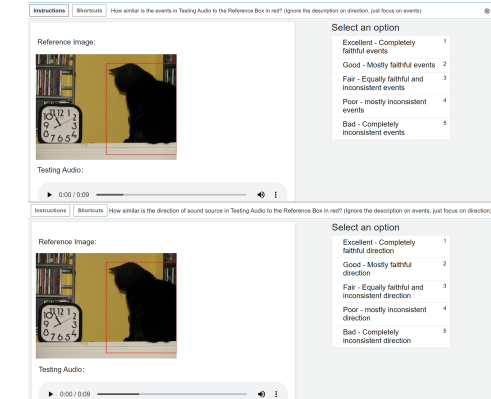 Instructions Shortcuts How similar is the events in Testing Audio to the Reference Box in red? (Ignore the description on direction, just focus on events)
Select an option
Reference Image:
Excellent - Completely 1
faithful events
Good - Mostly faithful events 2
Fair - Equally faithful and 3
inconsistent events
Poor - mostly inconsistent 4
events
Bad - Completely 5
inconsistent events
Testing Audio:
0:00 / 0:09
Instructions Shortcuts How similar is the direction of sound source in Testing Audio to the Reference Box in red? (Ignore the description on events, just focus on direction)
Select an option
Reference Image:
Excellent - Completely 1
faithful direction
Good - Mostly faithful 2
direction
Fair - Equally faithful and 3
inconsistent direction
Poor - mostly inconsistent 4
direction
Bad - Completely 5
inconsistent direction
Testing Audio:
0:00 / 0:09